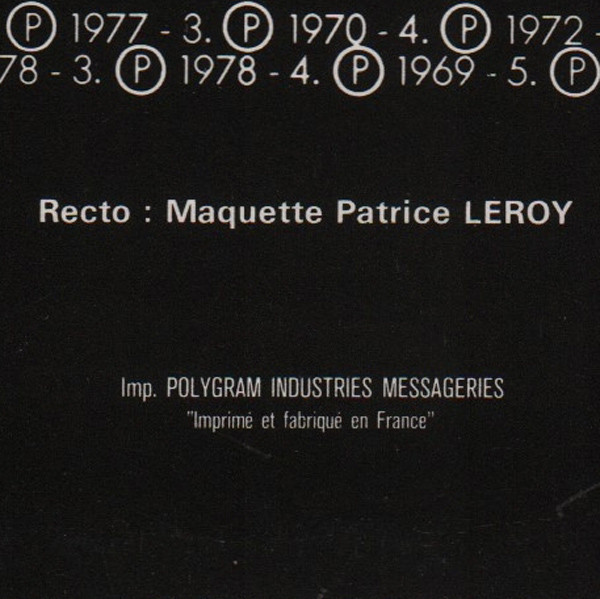 ℗ 1977 - 3. ℗ 1970 - 4. ℗ 1972 -
78 - 3. ℗ 1978 - 4. ℗ 1969 - 5. ℗
Recto : Maquette Patrice LEROY
Imp. POLYGRAM INDUSTRIES MESSAGERIES
"Imprimé et fabriqué en France"